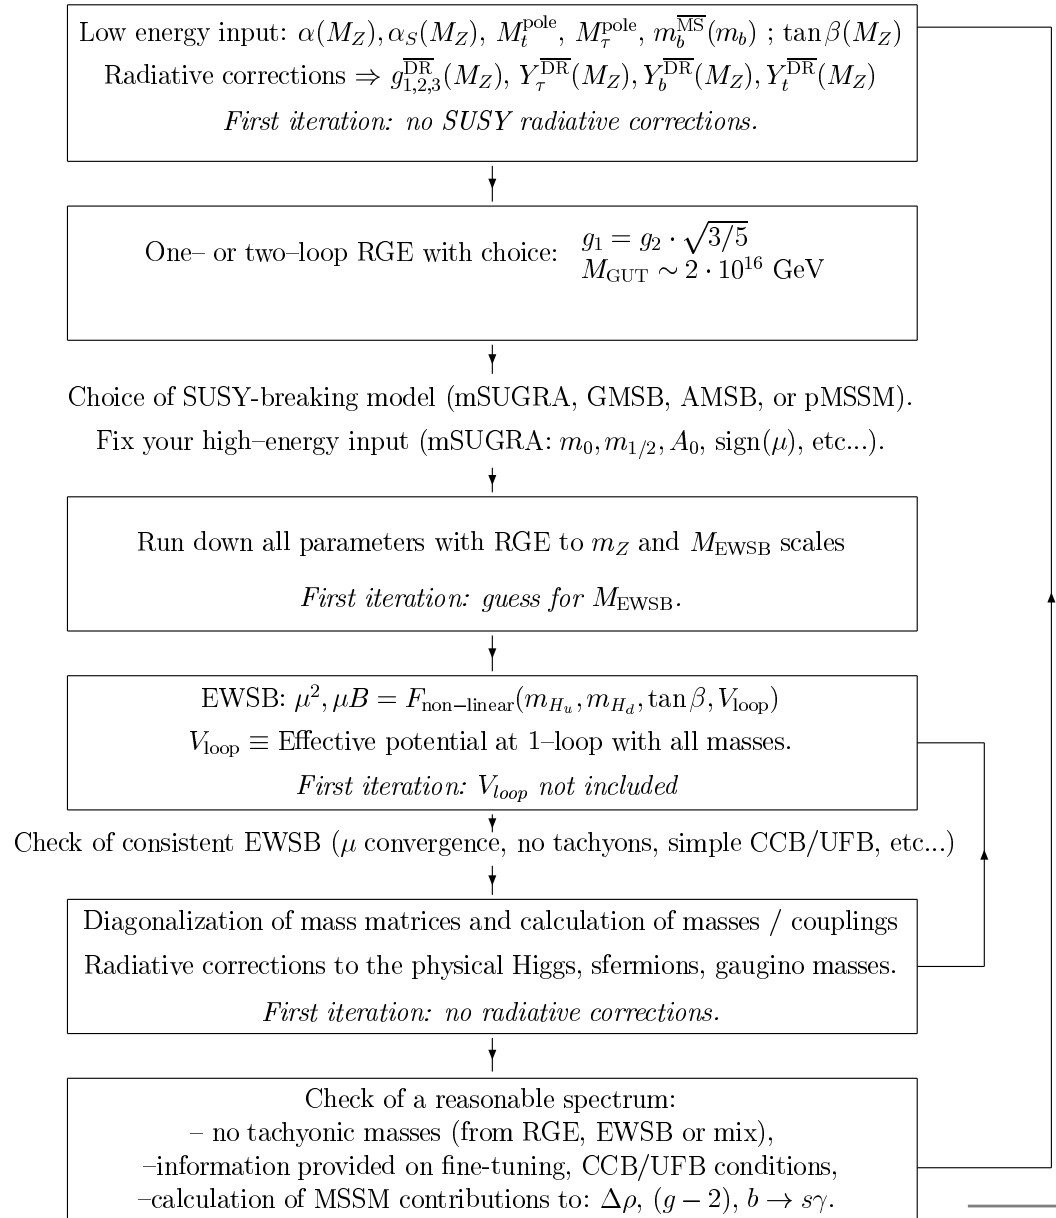 Low energy input: α(M_Z), α_S(M_Z), M_t^pole, M_τ^pole, m_b^{\overline{MS}}(m_b) ; tan β(M_Z)
Radiative corrections ⇒ g_{1,2,3}^{\overline{DR}}(M_Z), Y_τ^{\overline{DR}}(M_Z), Y_b^{\overline{DR}}(M_Z), Y_t^{\overline{DR}}(M_Z)
First iteration: no SUSY radiative corrections.
One– or two–loop RGE with choice: g_1 = g_2 · √3/5
M_GUT ∼ 2 · 10^16 GeV
Choice of SUSY-breaking model (mSUGRA, GMSB, AMSB, or pMSSM).
Fix your high–energy input (mSUGRA: m_0, m_{1/2}, A_0, sign(μ), etc...).
Run down all parameters with RGE to m_Z and M_EWSB scales
First iteration: guess for M_EWSB.
EWSB: μ^2, μB = F_{non−linear}(m_{H_u}, m_{H_d}, tan β, V_loop)
V_loop ≡ Effective potential at 1–loop with all masses.
First iteration: V_loop not included
Check of consistent EWSB (μ convergence, no tachyons, simple CCB/UFB, etc...)
Diagonalization of mass matrices and calculation of masses / couplings
Radiative corrections to the physical Higgs, sfermions, gaugino masses.
First iteration: no radiative corrections.
Check of a reasonable spectrum:
– no tachyonic masses (from RGE, EWSB or mix),
–information provided on fine-tuning, CCB/UFB conditions,
–calculation of MSSM contributions to: Δρ, (g − 2), b → sγ.